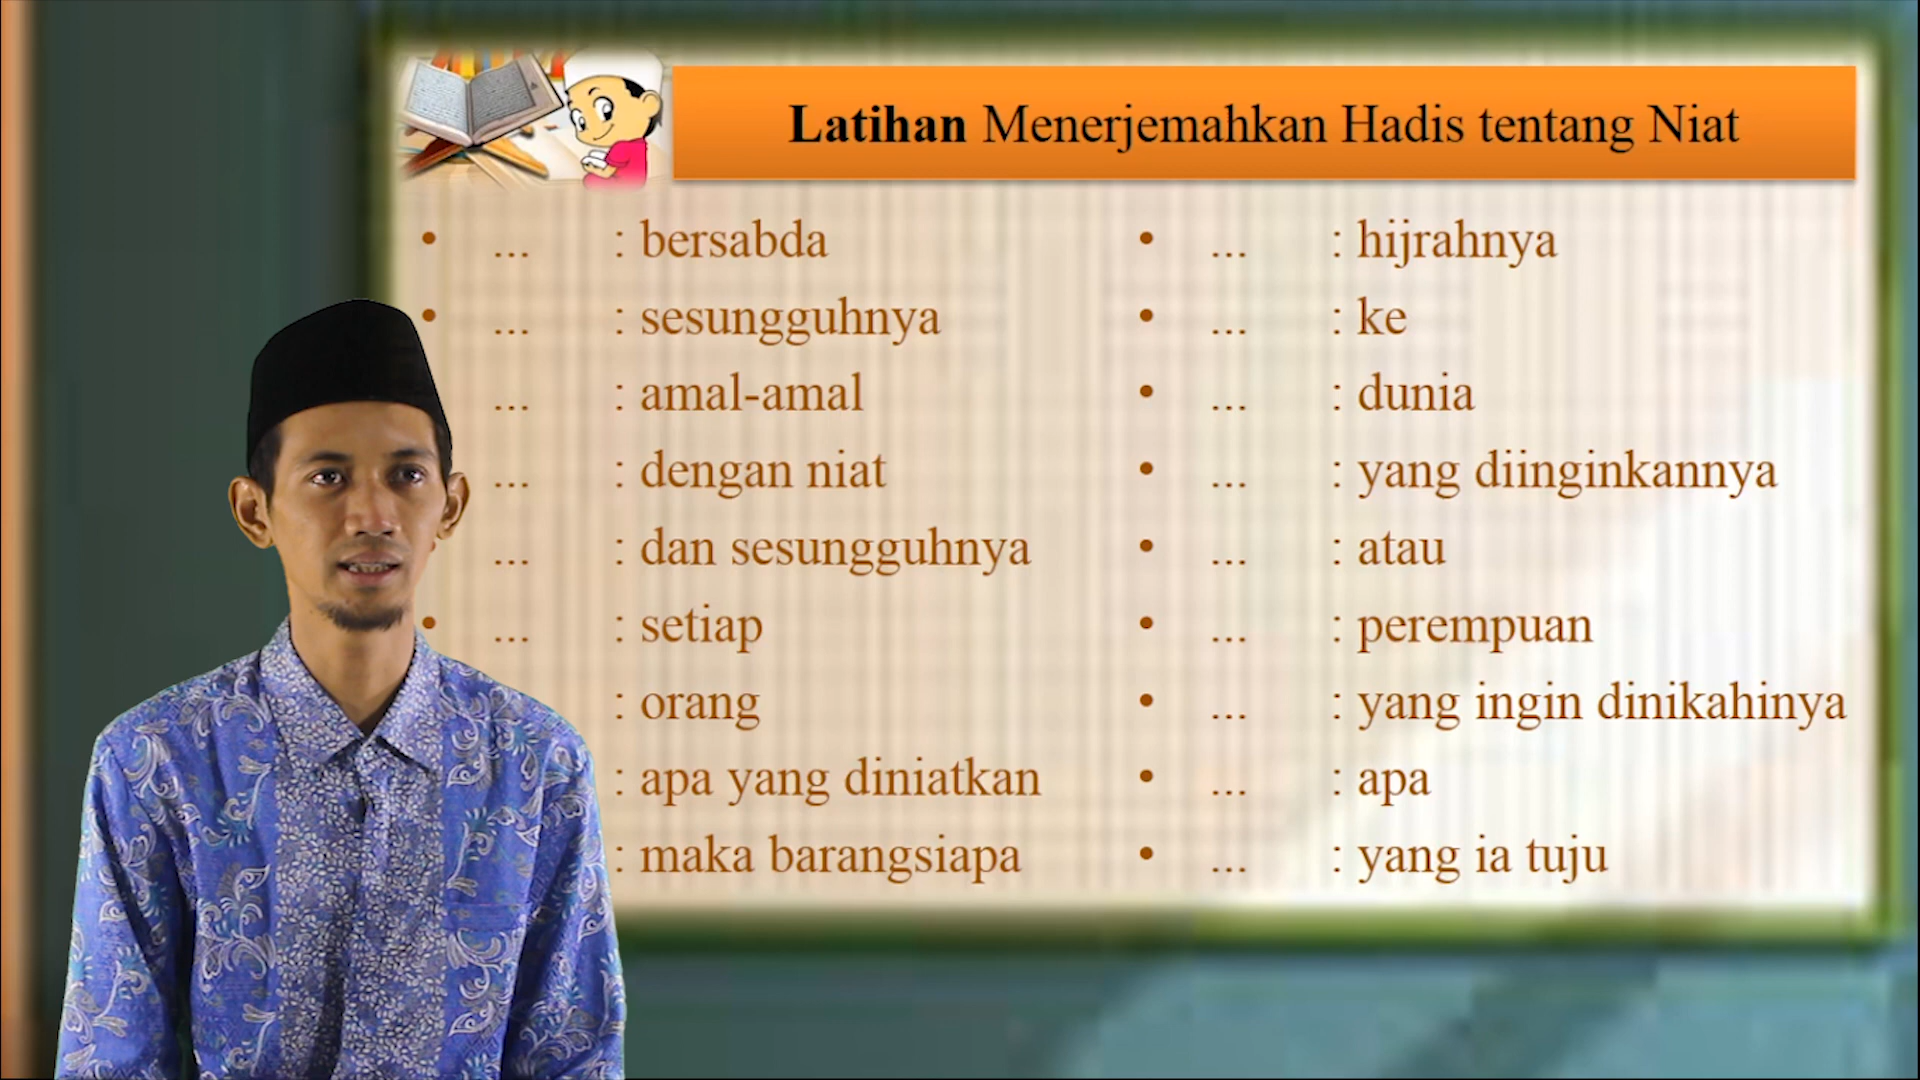 Latihan Menerjemahkan Hadis tentang Niat
• ... : bersabda
• ... : sesungguhnya
... : amal-amal
... : dengan niat
... : dan sesungguhnya
• ... : setiap
: orang
: apa yang diniatkan
: maka barangsiapa
• ... : hijrahnya
• ... : ke
• ... : dunia
• ... : yang diinginkannya
• ... : atau
• ... : perempuan
• ... : yang ingin dinikahinya
• ... : apa
• ... : yang ia tuju